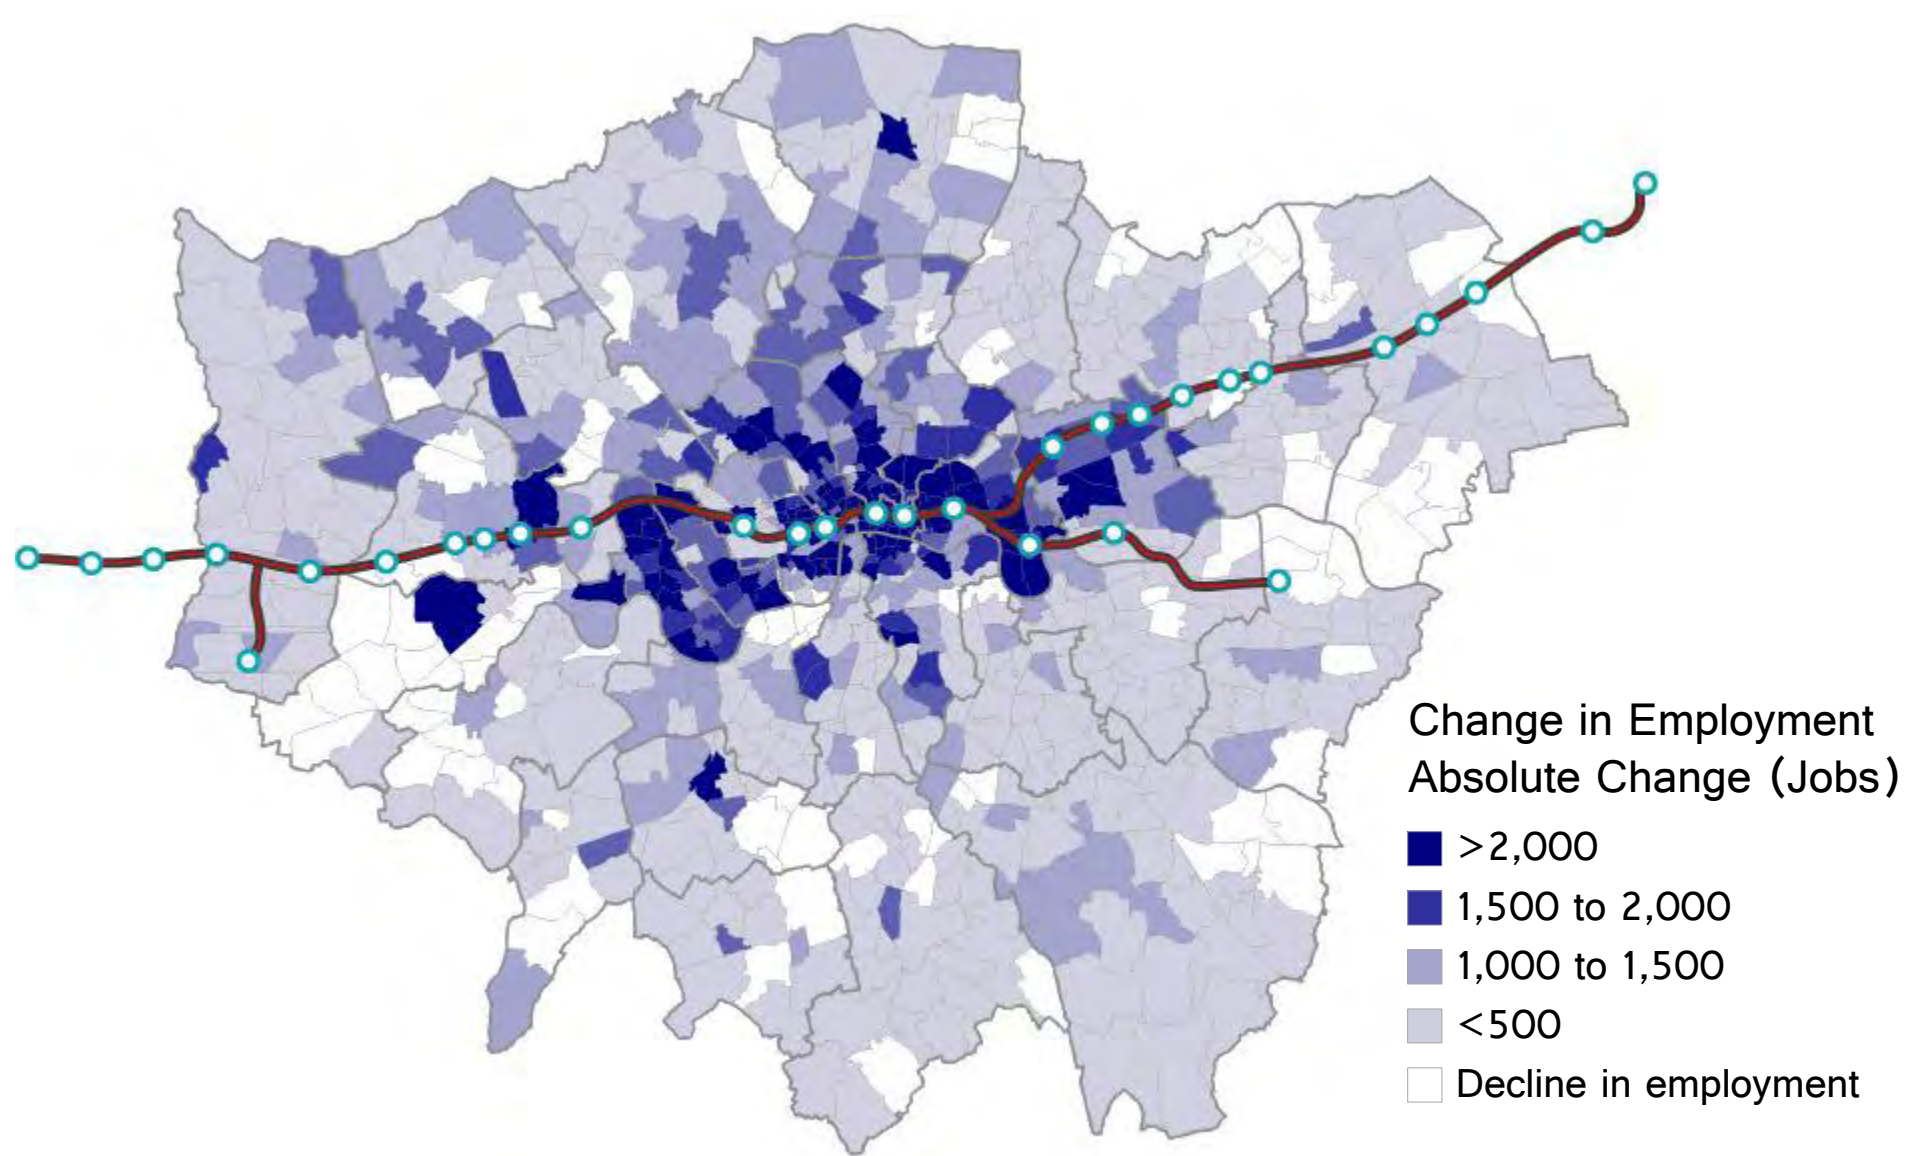 Change in Employment
Absolute Change (Jobs)
>2,000
1,500 to 2,000
1,000 to 1,500
<500
Decline in employment